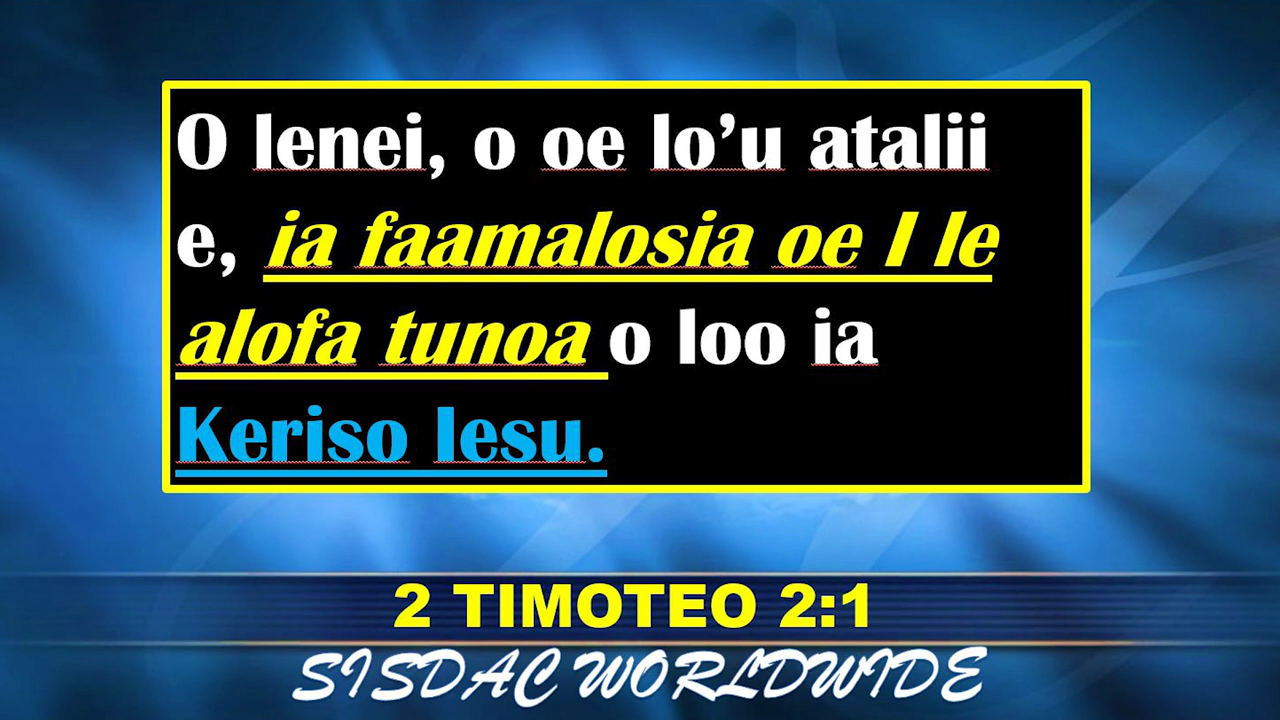 O lenei, o oe lo’u atalii
e, ia faamalosia oe I le
alofa tunoa o loo ia
Keriso Iesu.
2 TIMOTEO 2:1
SISDAC WORLDWIDE